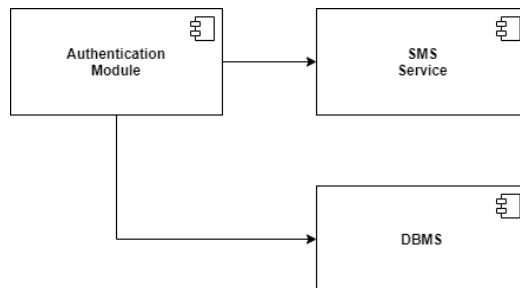 Authentication
Module
SMS
Service
DBMS